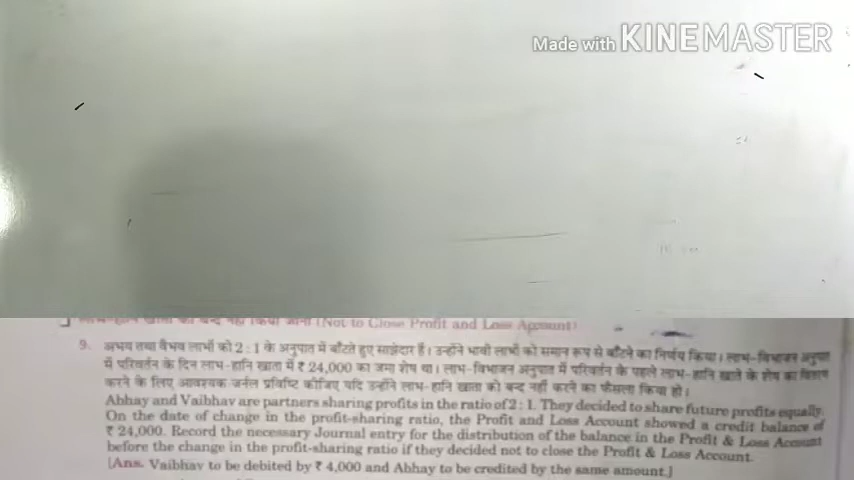 Made with KINEMASTER
(Not to Close Profit and Loss Account)
9. अभय तथा वैभव लाभों को 2 : 1 के अनुपात में बाँटते हुए साझेदार हैं। उन्होंने भावी लाभों को समान रूप से बाँटने का निर्णय किया। लाभ-विभाजन अनुपात
में परिवर्तन के दिन लाभ-हानि खाता में ₹ 24,000 का जमा शेष था। लाभ-विभाजन अनुपात में परिवर्तन के पहले लाभ-हानि खाते के शेष का वितरण
करने के लिए आवश्यक जर्नल प्रविष्टि कीजिए यदि उन्होंने लाभ-हानि खाता को बन्द नहीं करने का फैसला किया हो।
Abhay and Vaibhav are partners sharing profits in the ratio of 2 : 1. They decided to share future profits equally.
On the date of change in the profit-sharing ratio, the Profit and Loss Account showed a credit balance of
₹ 24,000. Record the necessary Journal entry for the distribution of the balance in the Profit & Loss Account
before the change in the profit-sharing ratio if they decided not to close the Profit & Loss Account.
[Ans. Vaibhav to be debited by ₹ 4,000 and Abhay to be credited by the same amount.]